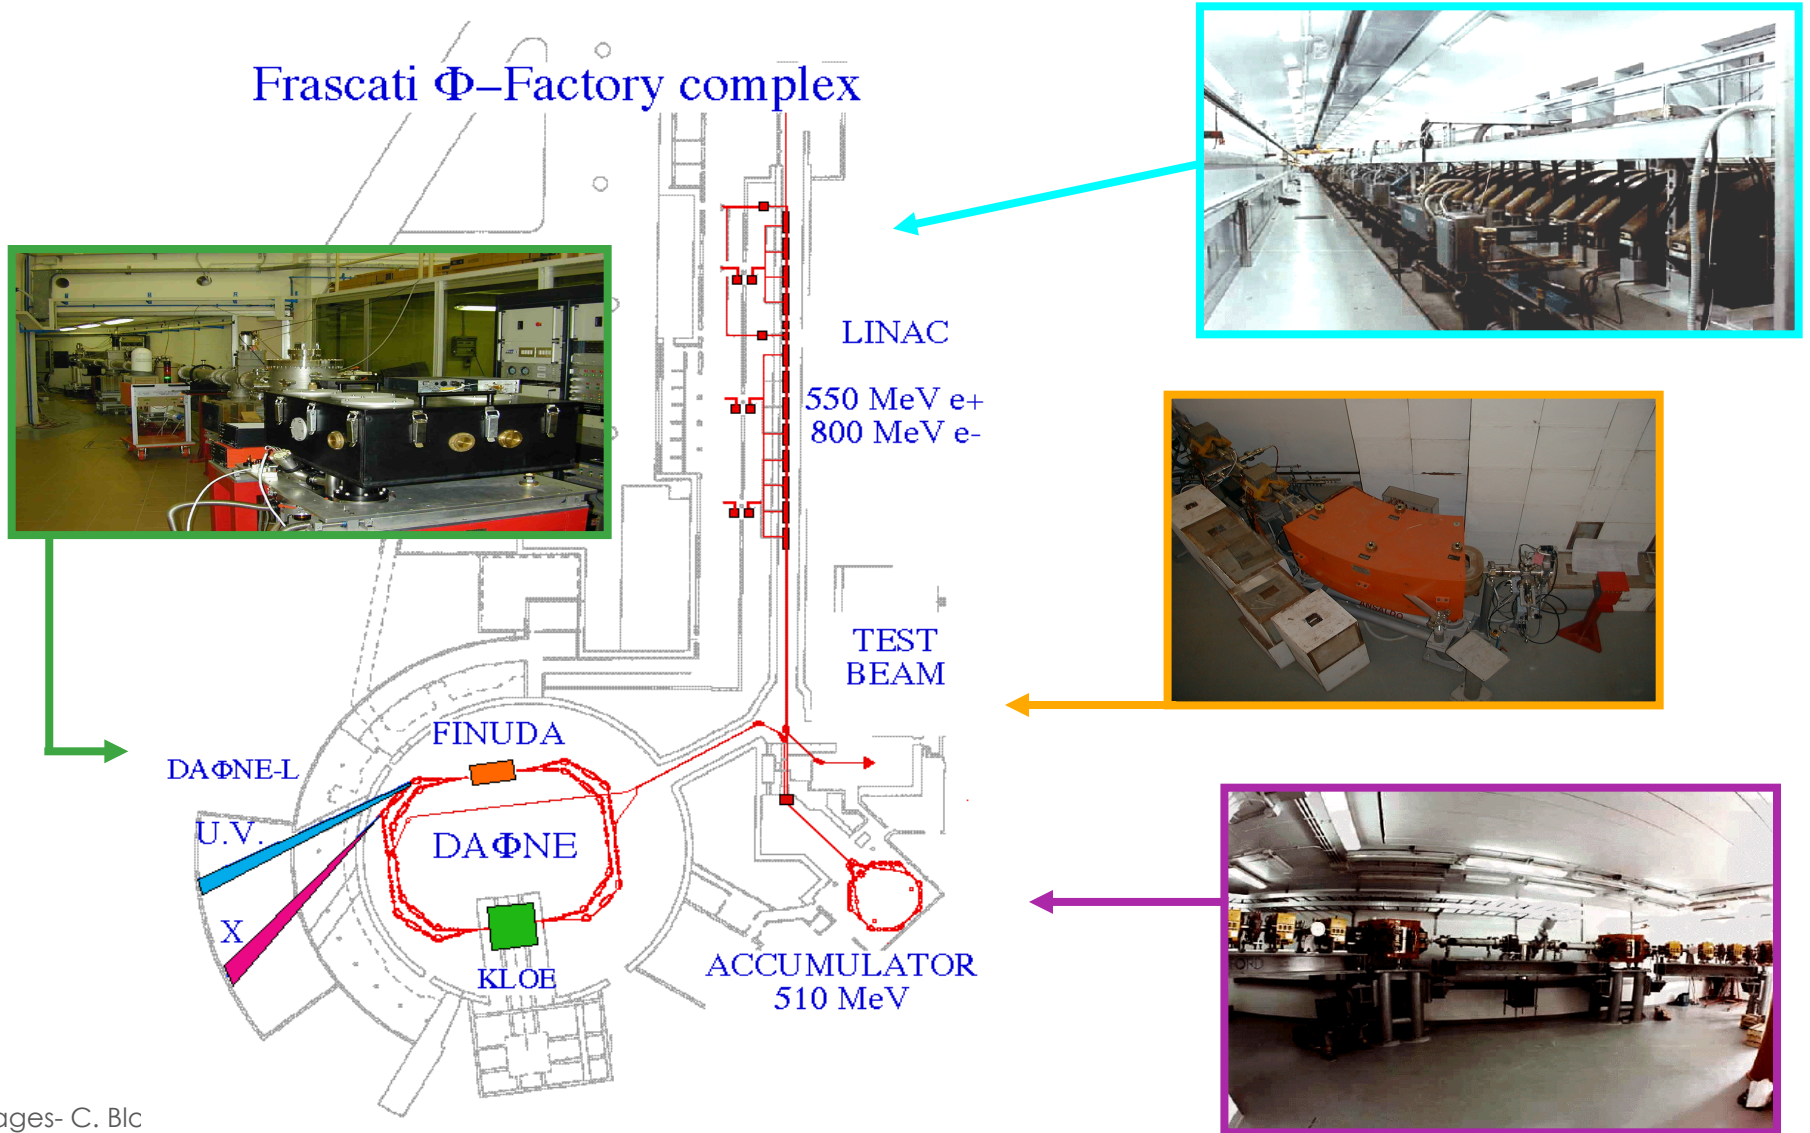 Frascati Φ-Factory complex
LINAC
550 MeV e+
800 MeV e-
TEST
BEAM
FINUDA
DAΦNE-L
U.V.
DAΦNE
X
KLOE
ACCUMULATOR
510 MeV
ANSALDO
ages- C. Blc